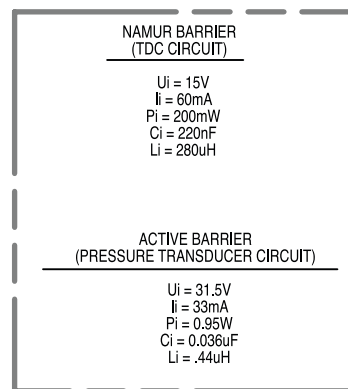 NAMUR BARRIER
(TDC CIRCUIT)
Ui = 15V
Ii = 60mA
Pi = 200mW
Ci = 220nF
Li = 280uH
ACTIVE BARRIER
(PRESSURE TRANSDUCER CIRCUIT)
Ui = 31.5V
Ii = 33mA
Pi = 0.95W
Ci = 0.036uF
Li = .44uH